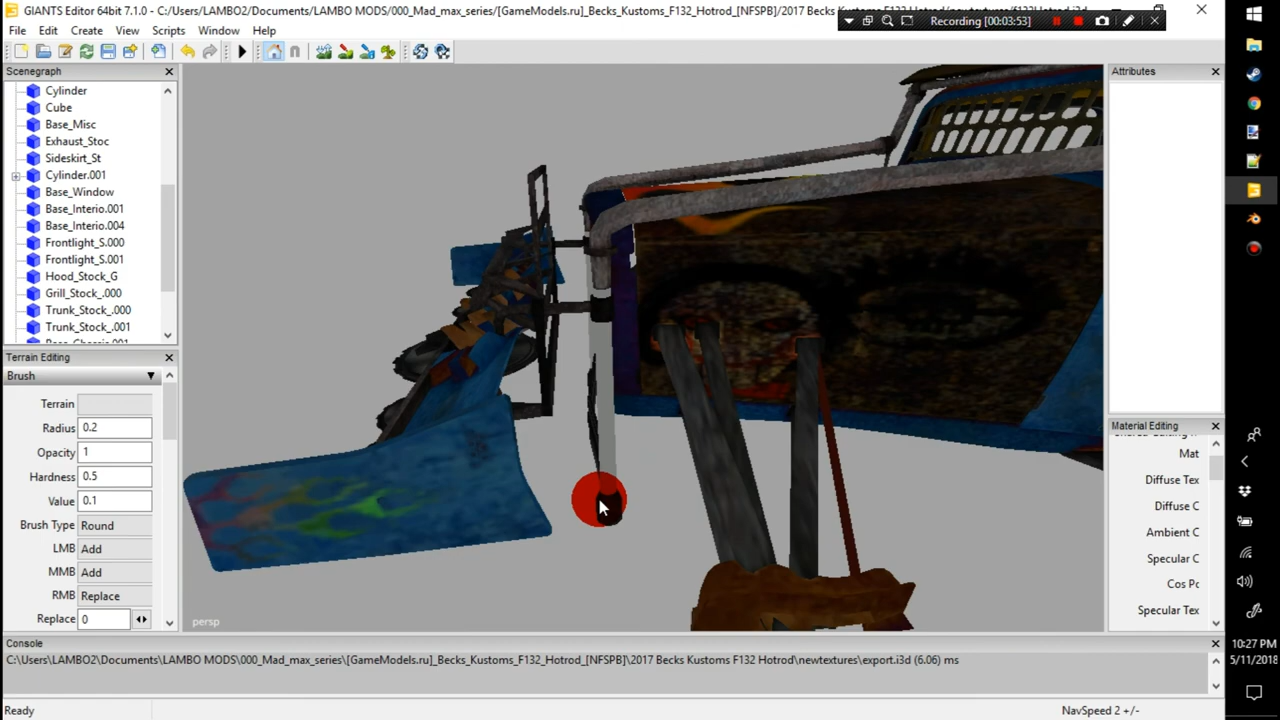 GIANTS Editor 64bit 7.1.0 - C:/Users/LAMBO2/Documents/LAMBO MODS/000_Mad_max_series/[GameModels.ru]_Becks_Kustoms_F132_Hotrod_[NFSPB]/2017 Becks Kustoms F132 Hotrod/newtextures/f132Hotrod.i3d
Recording [00:03:53]
File Edit Create View Scripts Window Help
Scenegraph
Cylinder
Cube
Base_Misc
Exhaust_Stoc
Sideskirt_St
Cylinder.001
Base_Window
Base_Interio.001
Base_Interio.004
Frontlight_S.000
Frontlight_S.001
Hood_Stock_G
Grill_Stock_.000
Trunk_Stock_.000
Trunk_Stock_.001
Terrain Editing
Brush
Terrain
Radius 0.2
Opacity 1
Hardness 0.5
Value 0.1
Brush Type Round
LMB Add
MMB Add
RMB Replace
Replace 0
persp
Attributes
Material Editing
Mat
Diffuse Tex
Diffuse C
Ambient C
Specular C
Cos Pc
Specular Tex
Console
C:\Users\LAMBO2\Documents\LAMBO MODS\000_Mad_max_series\[GameModels.ru]_Becks_Kustoms_F132_Hotrod_[NFSPB]\2017 Becks Kustoms F132 Hotrod\newtextures\export.i3d (6.06) ms
Ready
NavSpeed 2 +/-
10:27 PM
5/11/2018